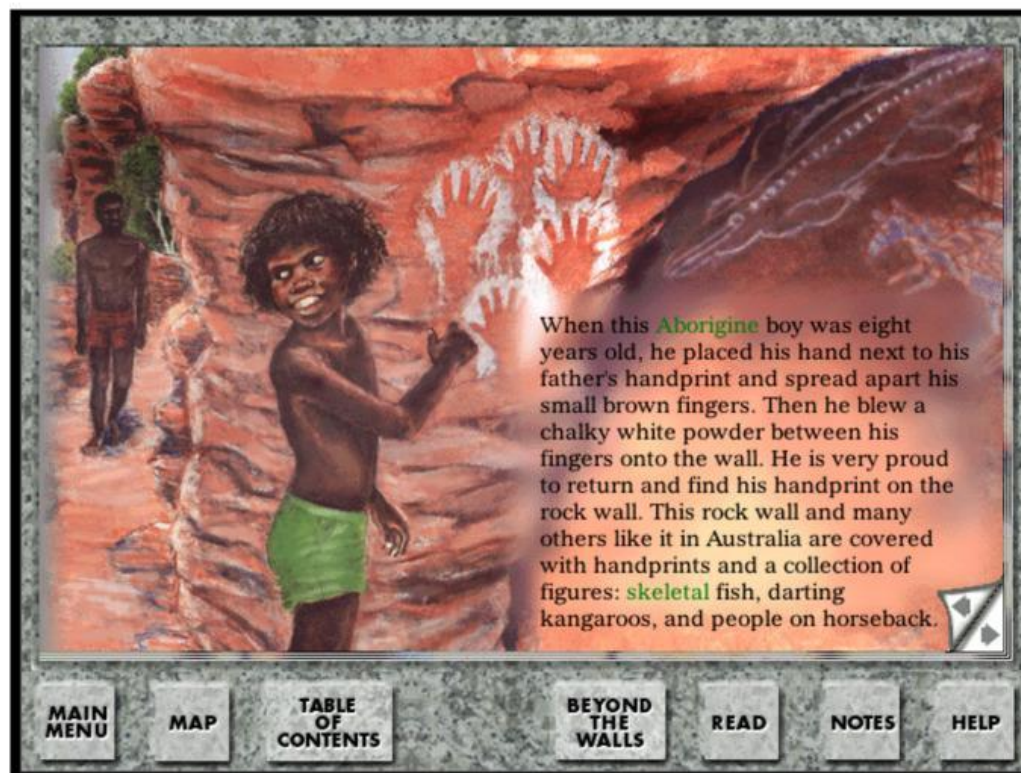 When this Aborigine boy was eight
years old, he placed his hand next to his
father's handprint and spread apart his
small brown fingers. Then he blew a
chalky white powder between his
fingers onto the wall. He is very proud
to return and find his handprint on the
rock wall. This rock wall and many
others like it in Australia are covered
with handprints and a collection of
figures: skeletal fish, darting
kangaroos, and people on horseback.
MAIN
MENU
MAP
TABLE
OF
CONTENTS
BEYOND
THE
WALLS
READ
NOTES
HELP